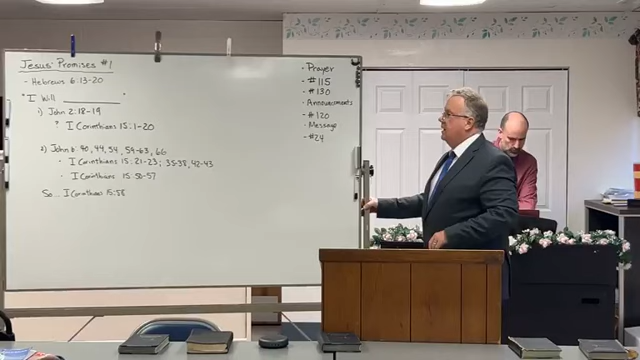 Jesus' Promises #1
- Hebrews 6:13-20
"I Will ________"
1) John 2:18-19
? I Corinthians 15:1-20
2) John 6: 40, 44, 54, 59-63, 66
• I Corinthians 15:21-23; 35-38, 42-43
• I Corinthians 15:50-57
So... I Corinthians 15:58
• Prayer
- #115
- #130
• Announcements
- #120
• Message
- #24